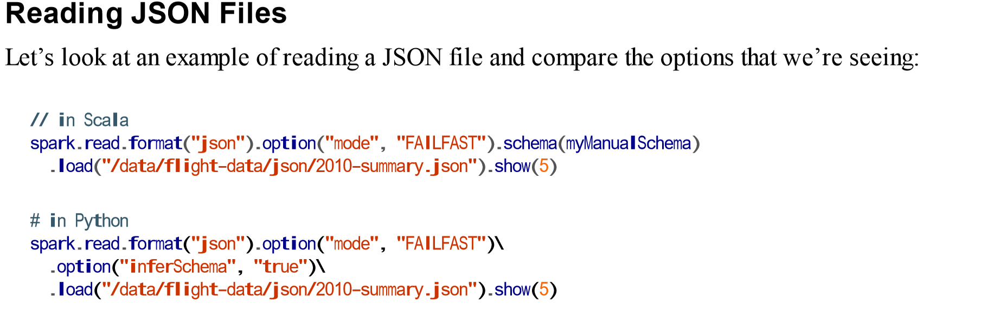 Reading JSON Files
Let’s look at an example of reading a JSON file and compare the options that we’re seeing:
// in Scala
spark.read.format("json").option("mode", "FAILFAST").schema(myManualSchema)
  .load("/data/flight-data/json/2010-summary.json").show(5)
# in Python
spark.read.format("json").option("mode", "FAILFAST")\
  .option("inferSchema", "true")\
  .load("/data/flight-data/json/2010-summary.json").show(5)